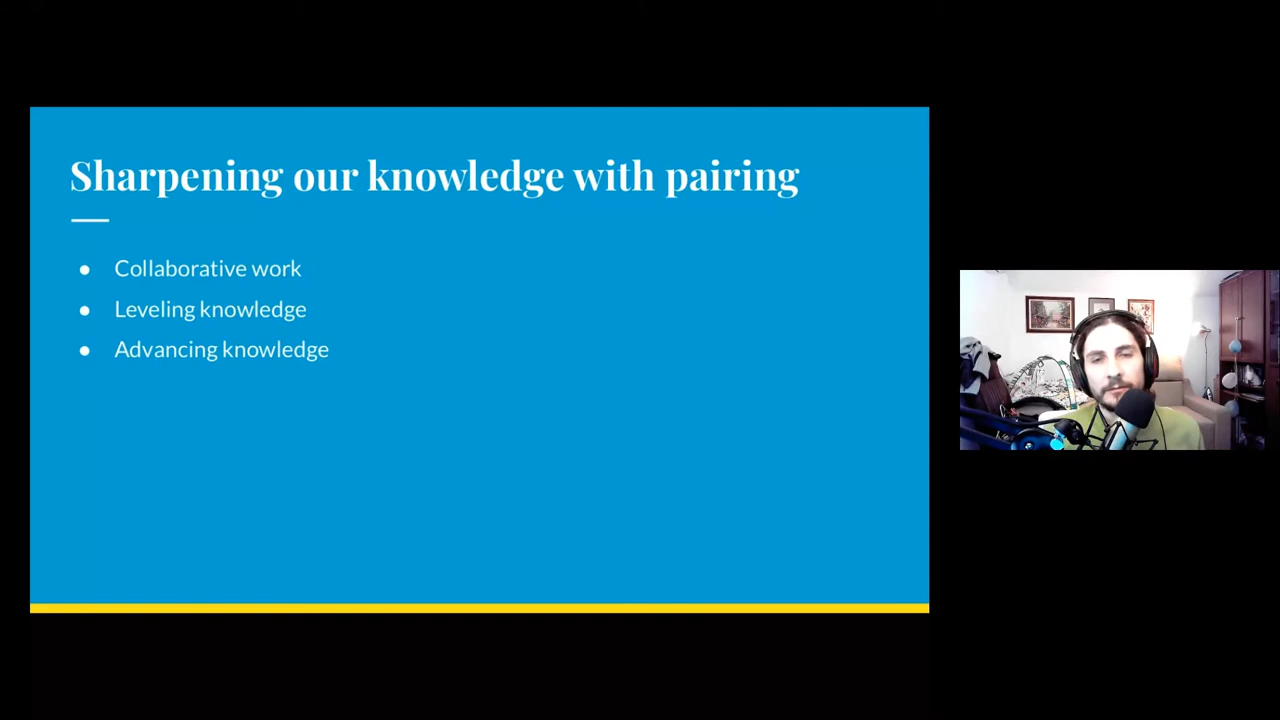 Sharpening our knowledge with pairing
Collaborative work
Leveling knowledge
Advancing knowledge